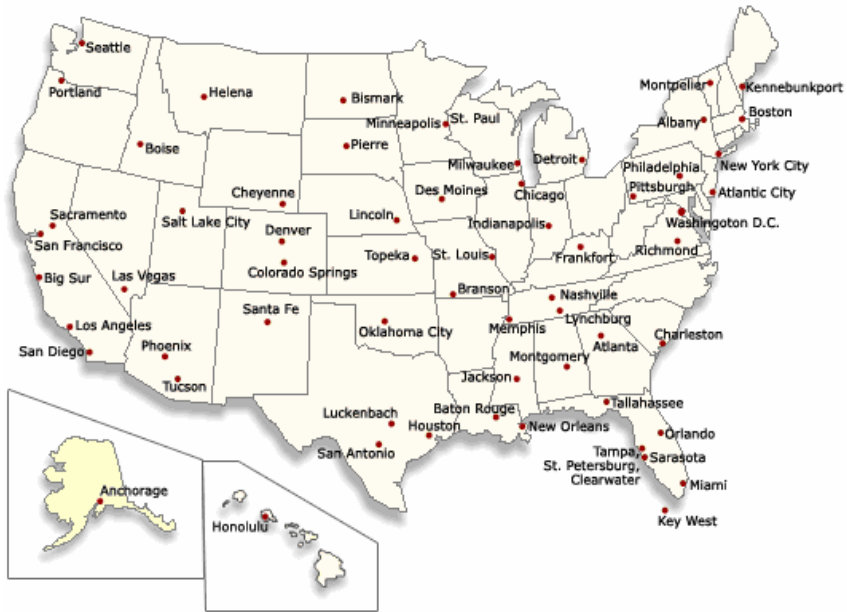 Seattle
Portland
Helena
Bismark
Minneapolis
St. Paul
Montpelier
Kennebunkport
Boston
Albany
Boise
Pierre
Milwaukee
Detroit
New York City
Philadelphia
Pittsburgh
Atlantic City
Cheyenne
Des Moines
Chicago
Sacramento
Salt Lake City
Lincoln
Indianapolis
Washingoton D.C.
San Francisco
Denver
Topeka
St. Louis
Frankfort
Richmond
Big Sur
Las Vegas
Colorado Springs
Branson
Nashville
Santa Fe
Los Angeles
Oklahoma City
Memphis
Lynchburg
Charleston
San Diego
Phoenix
Atlanta
Montgomery
Tucson
Jackson
Luckenbach
Baton Rouge
Tallahassee
Houston
New Orleans
Orlando
San Antonio
Tampa,
St. Petersburg,
Clearwater
Sarasota
Miami
Anchorage
Honolulu
Key West